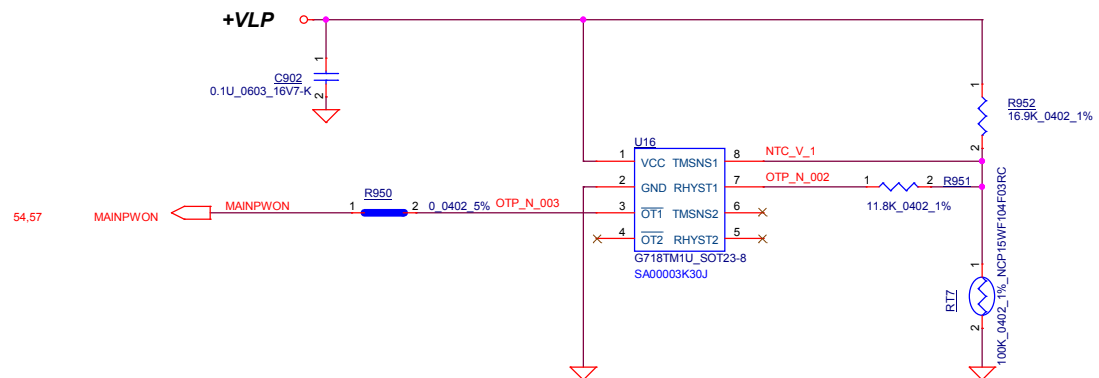 +VLP
1
C902
0.1U_0603_16V7-K
2
1
R952
16.9K_0402_1%
2
U16
1 VCC TMSNS1 8 NTC_V_1
2 GND RHYST1 7 OTP_N_002 1 2 R951
11.8K_0402_1%
54,57 MAINPWON MAINPWON 1 R950 2 0_0402_5% OTP_N_003 3 OT1 TMSNS2 6
4 OT2 RHYST2 5
G718TM1U_SOT23-8
SA00003K30J
1
RT7
2
100K_0402_1%_NCP15WF104F03RC